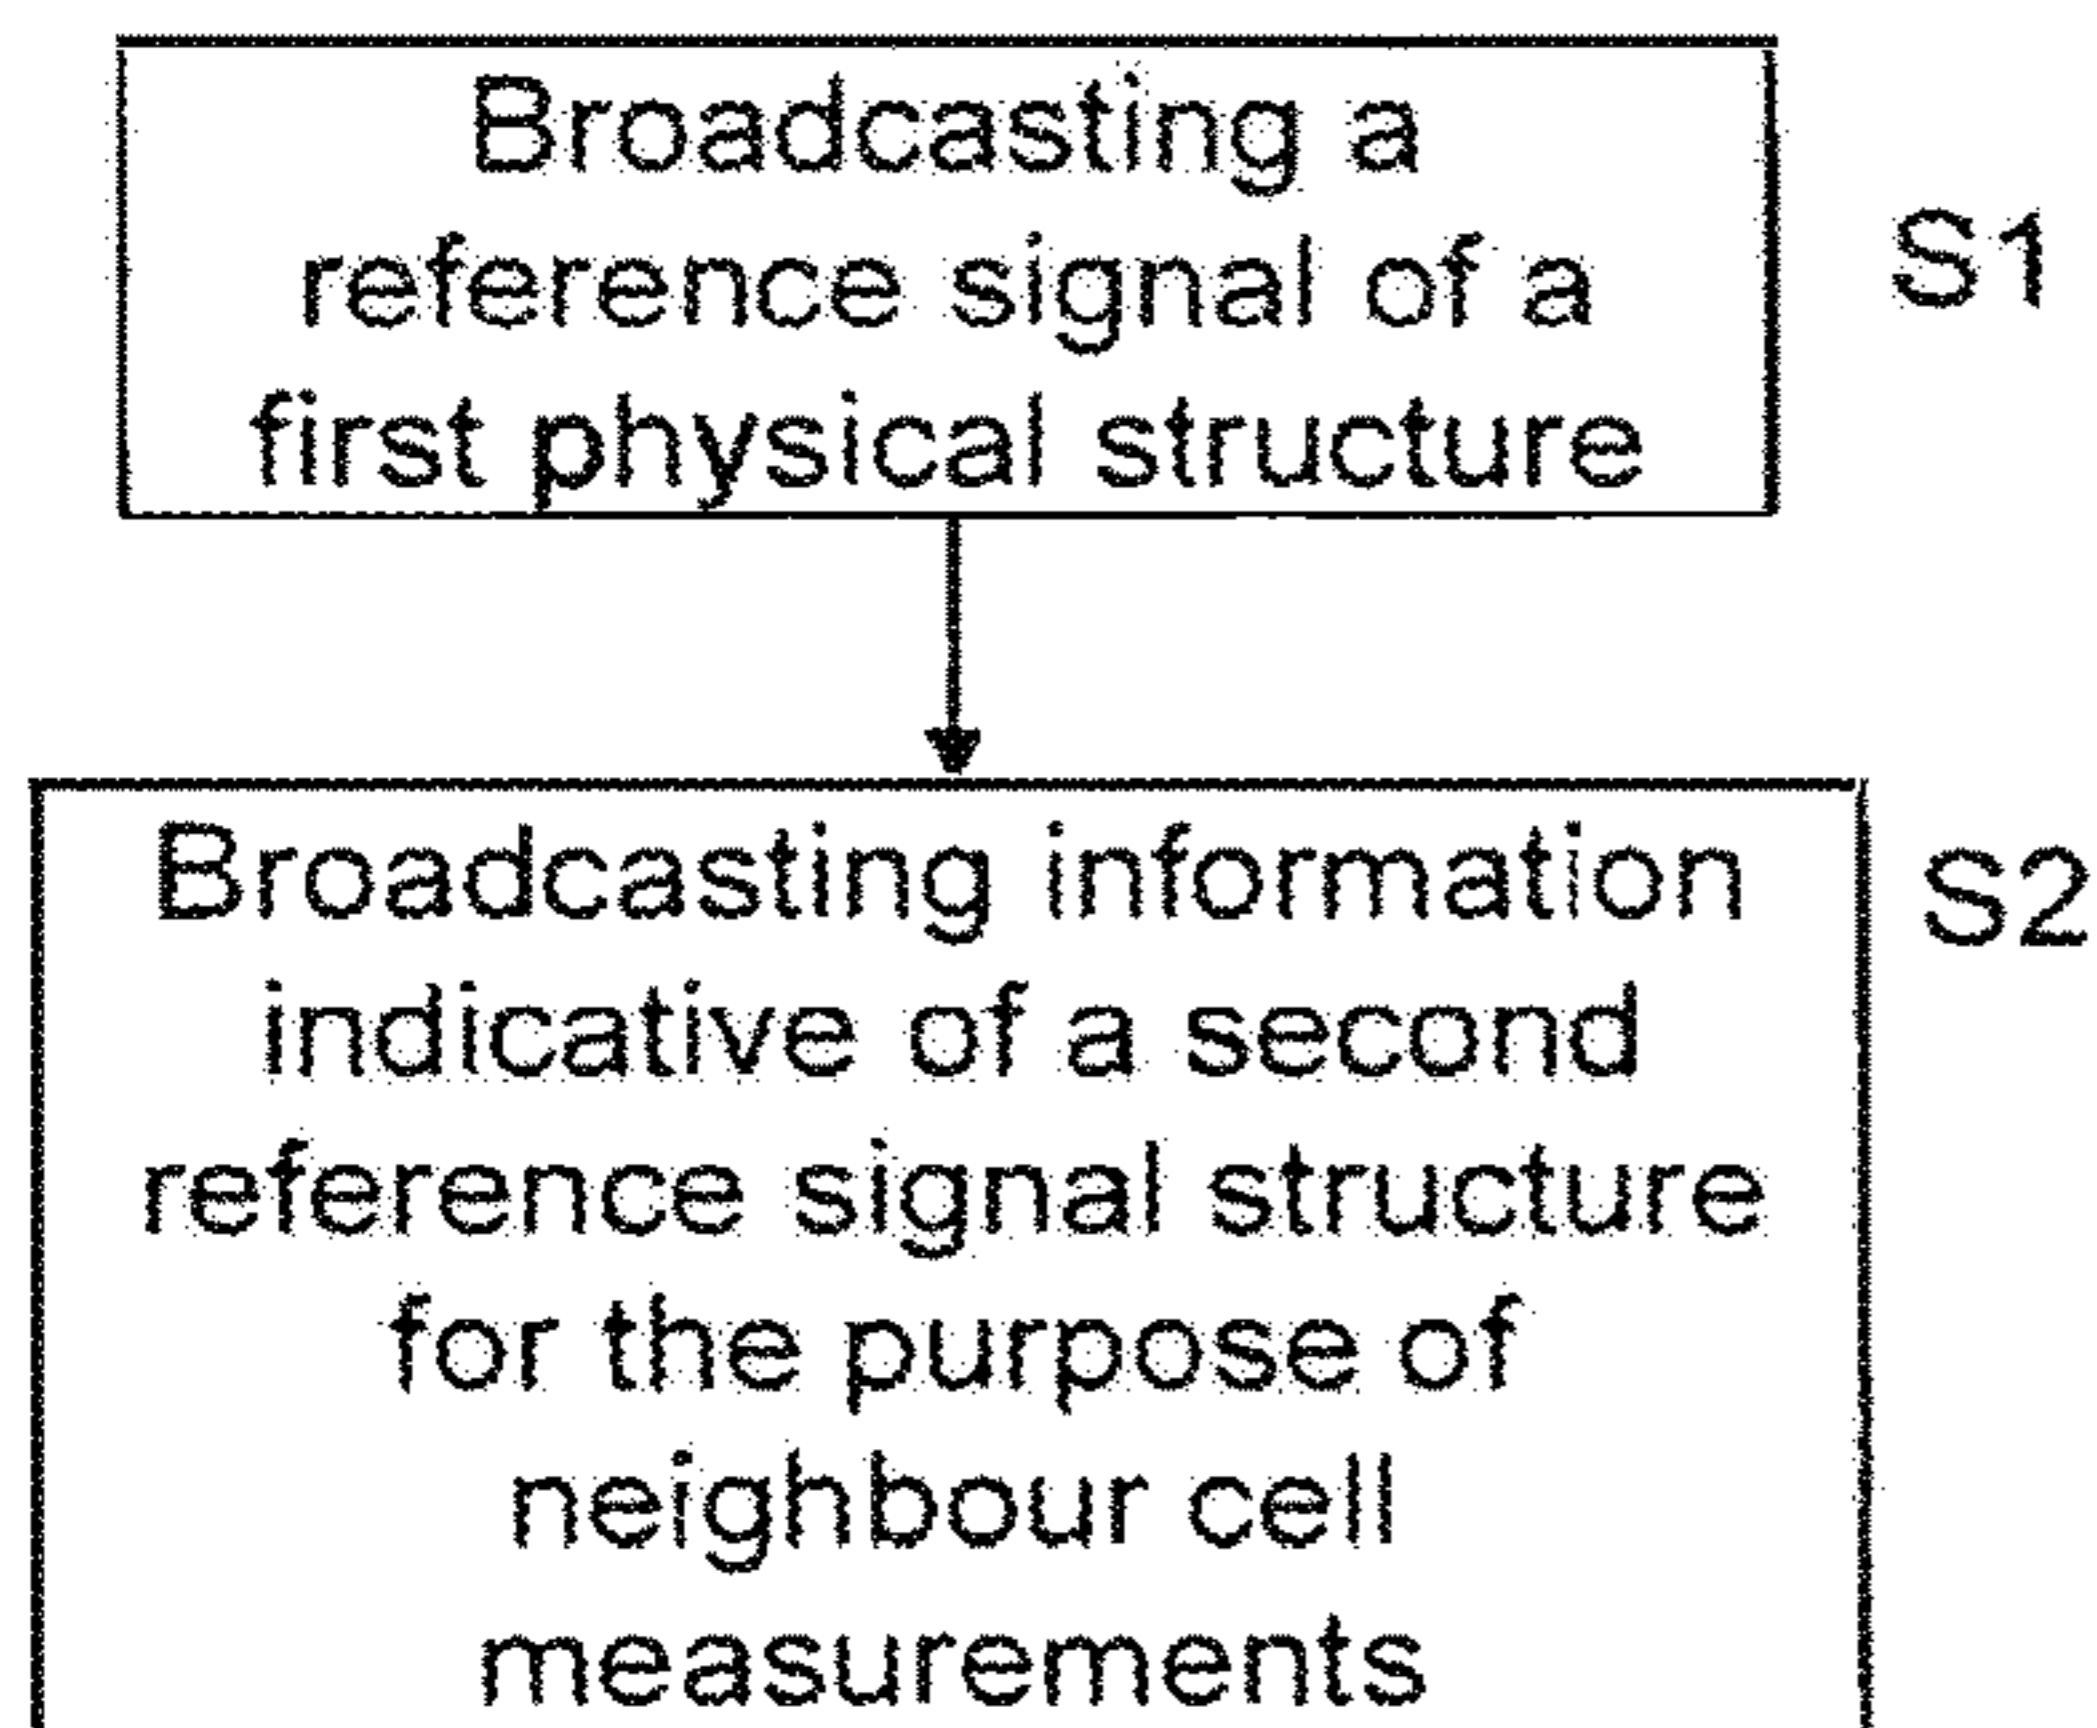 Broadcasting a
reference signal of a
first physical structure
S1
Broadcasting information
indicative of a second
reference signal structure
for the purpose of
neighbour cell
measurements
S2